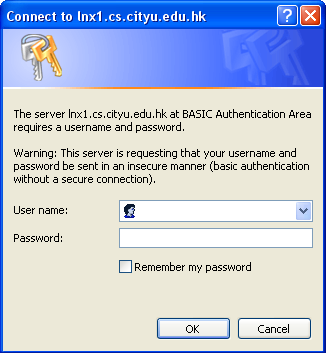 Connect to lnx1.cs.cityu.edu.hk
The server lnx1.cs.cityu.edu.hk at BASIC Authentication Area
requires a username and password.
Warning: This server is requesting that your username and
password be sent in an insecure manner (basic authentication
without a secure connection).
User name:
Password:
Remember my password
OK
Cancel